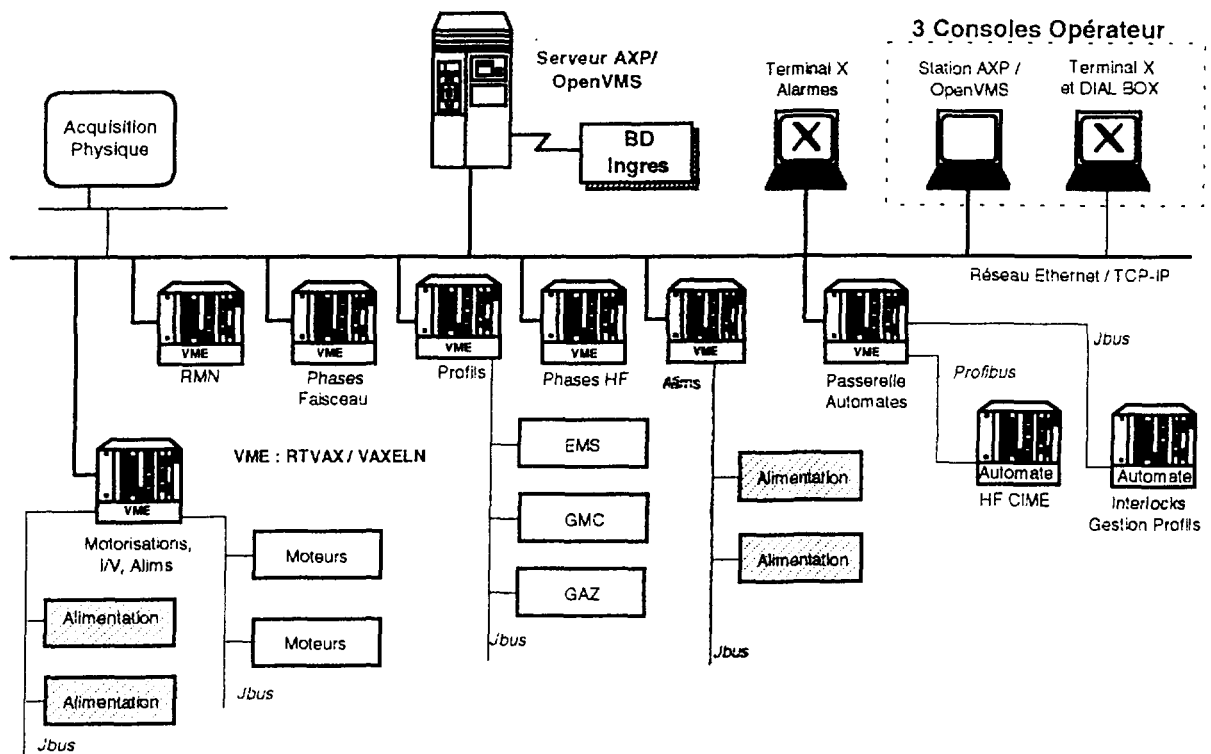 3 Consoles Opérateur
Serveur AXP/
OpenVMS
Terminal X
Alarmes
Station AXP /
OpenVMS
Terminal X
et DIAL BOX
Acquisition
Physique
BD
Ingres
X
X
Réseau Ethernet / TCP-IP
VME
RMN
VME
Phases
Faisceau
VME
Profils
VME
Phases HF
VME
Alims
VME
Passerelle
Automates
Jbus
Profibus
Automate
HF CIME
Automate
Interlocks
Gestion Profils
VME : RTVAX / VAXELN
VME
Motorisations,
I/V, Alims
EMS
GMC
GAZ
Jbus
Alimentation
Alimentation
Jbus
Moteurs
Moteurs
Jbus
Alimentation
Alimentation
Jbus